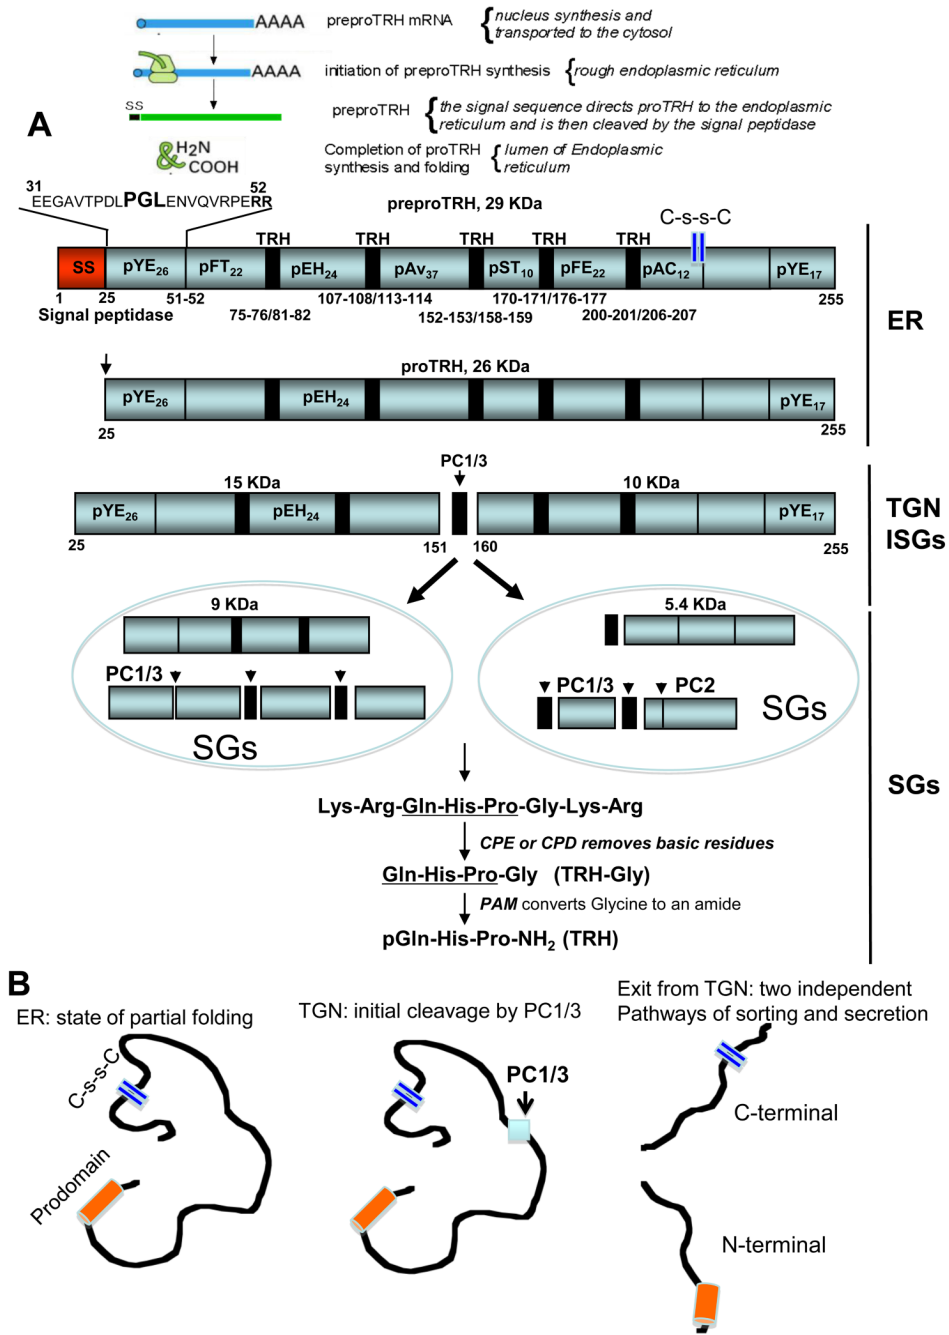 AAAA preproTRH mRNA {nucleus synthesis and
transported to the cytosol
AAAA initiation of preproTRH synthesis {rough endoplasmic reticulum
SS
preproTRH {the signal sequence directs proTRH to the endoplasmic
reticulum and is then cleaved by the signal peptidase
A
H2N
COOH
Completion of proTRH
synthesis and folding
{lumen of Endoplasmic
reticulum
31 52
EEGAVTPDLPGLENVQVRPERR
preproTRH, 29 KDa
C-s-s-C
TRH TRH TRH TRH TRH
SS pYE26 pFT22 pEH24 pAv37 pST10 pFE22 pAC12 pYE17
1 25 51-52 107-108/113-114 170-171/176-177 255
Signal peptidase 75-76/81-82 152-153/158-159 200-201/206-207
ER
proTRH, 26 KDa
pYE26 pEH24 pYE17
25 255
PC1/3
15 KDa 10 KDa
pYE26 pEH24 pYE17
25 151 160 255
TGN
ISGs
9 KDa
PC1/3
SGs
5.4 KDa
PC1/3 PC2
SGs
SGs
Lys-Arg-Gln-His-Pro-Gly-Lys-Arg
CPE or CPD removes basic residues
Gln-His-Pro-Gly (TRH-Gly)
PAM converts Glycine to an amide
pGln-His-Pro-NH2 (TRH)
B
ER: state of partial folding
C-s-s-C
Prodomain
TGN: initial cleavage by PC1/3
PC1/3
Exit from TGN: two independent
Pathways of sorting and secretion
C-terminal
N-terminal